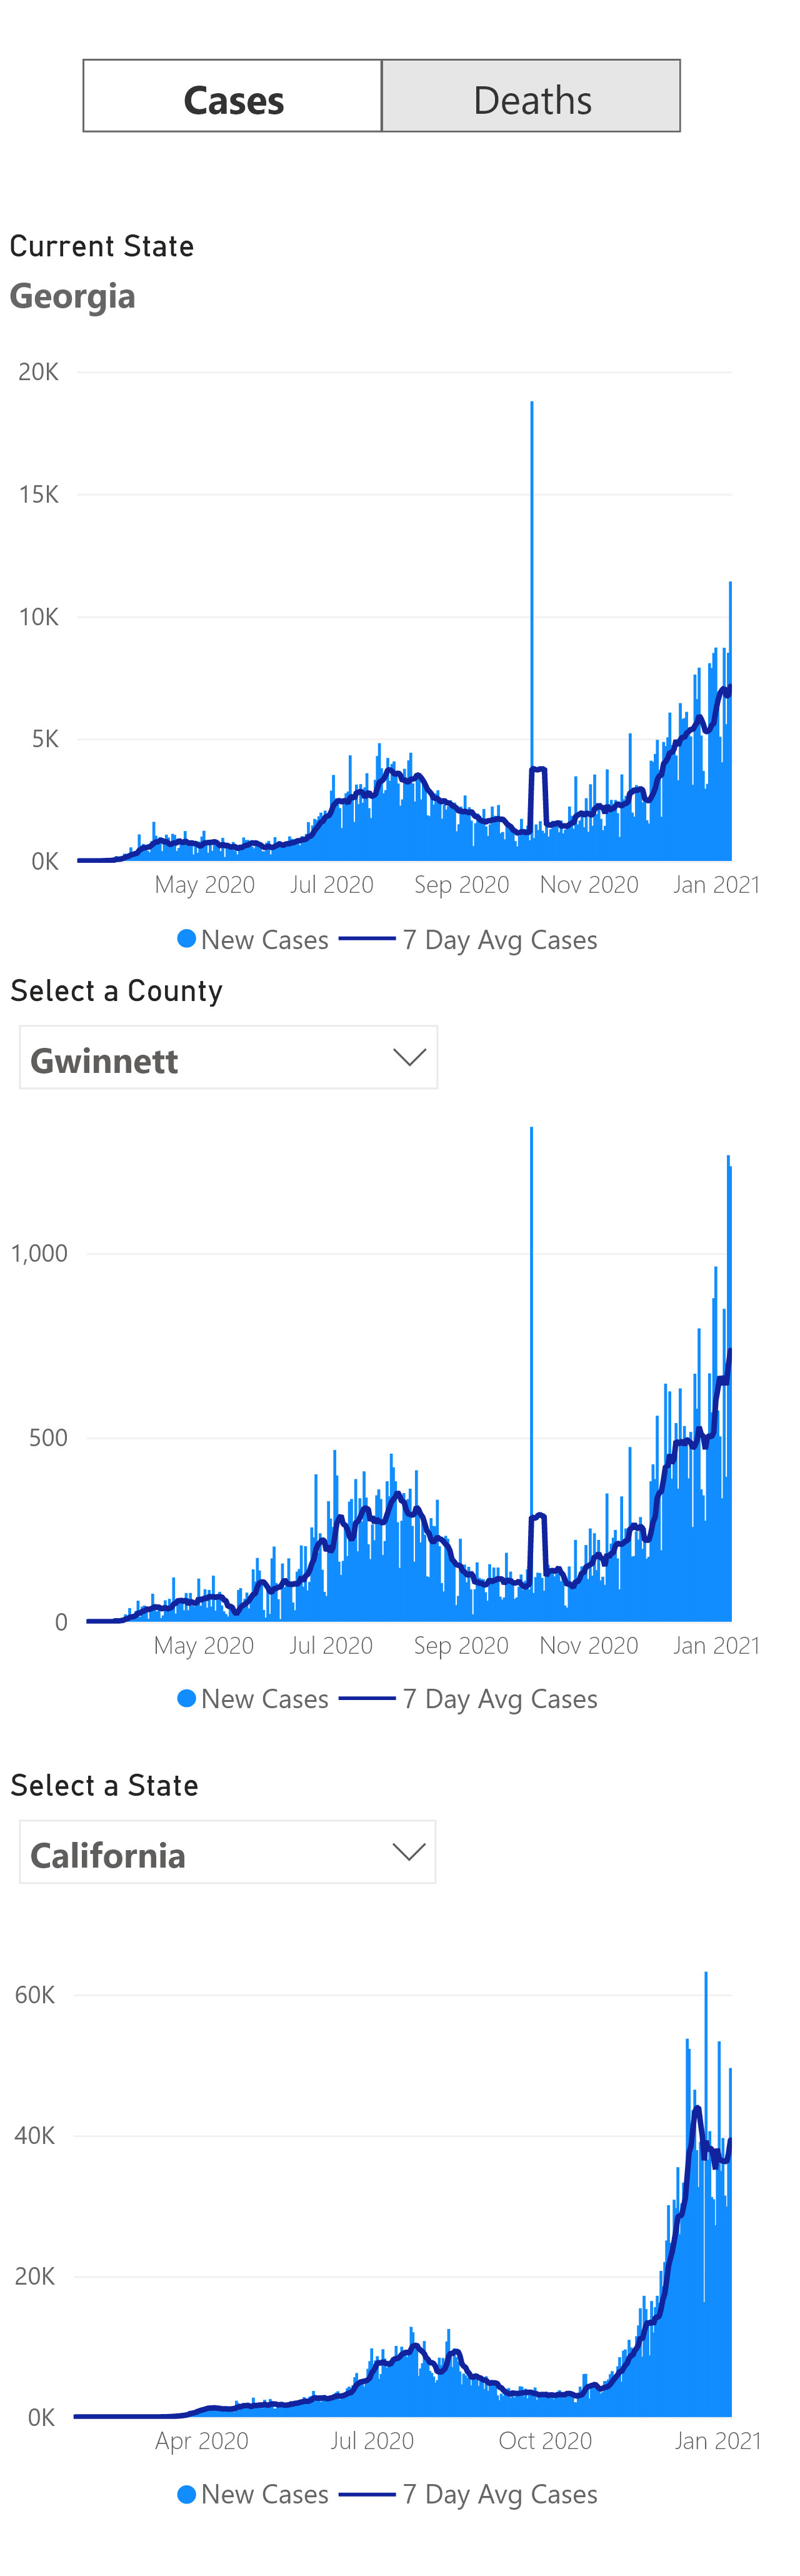 Cases Deaths
Current State
Georgia
20K
15K
10K
5K
0K
May 2020 Jul 2020 Sep 2020 Nov 2020 Jan 2021
New Cases 7 Day Avg Cases
Select a County
Gwinnett
1,000
500
0
May 2020 Jul 2020 Sep 2020 Nov 2020 Jan 2021
New Cases 7 Day Avg Cases
Select a State
California
60K
40K
20K
0K
Apr 2020 Jul 2020 Oct 2020 Jan 2021
New Cases 7 Day Avg Cases